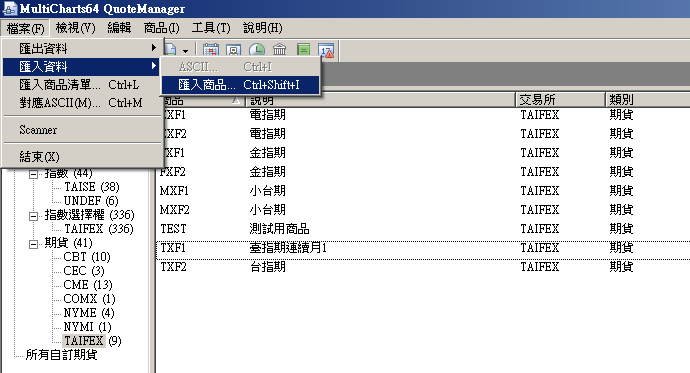 MultiCharts64 QuoteManager
檔案(F) 檢視(V) 編輯 商品(I) 工具(T) 說明(H)
匯出資料
匯入資料
匯入商品清單... Ctrl+L
對應ASCII(M)... Ctrl+M
Scanner
結束(X)
ASCII... Ctrl+I
匯入商品... Ctrl+Shift+I
商品 說明 交易所 類別
EXF1 電指期 TAIFEX 期貨
EXF2 電指期 TAIFEX 期貨
FXF1 金指期 TAIFEX 期貨
FXF2 金指期 TAIFEX 期貨
MXF1 小台期 TAIFEX 期貨
MXF2 小台期 TAIFEX 期貨
TEST 測試用商品 TAIFEX 期貨
TXF1 臺指期連續月1 TAIFEX 期貨
TXF2 台指期 TAIFEX 期貨
指數 (44)
TAISE (38)
UNDEF (6)
指數選擇權 (336)
TAIFEX (336)
期貨 (41)
CBT (10)
CEC (3)
CME (13)
COMX (1)
NYME (4)
NYMI (1)
TAIFEX (9)
所有自訂期貨